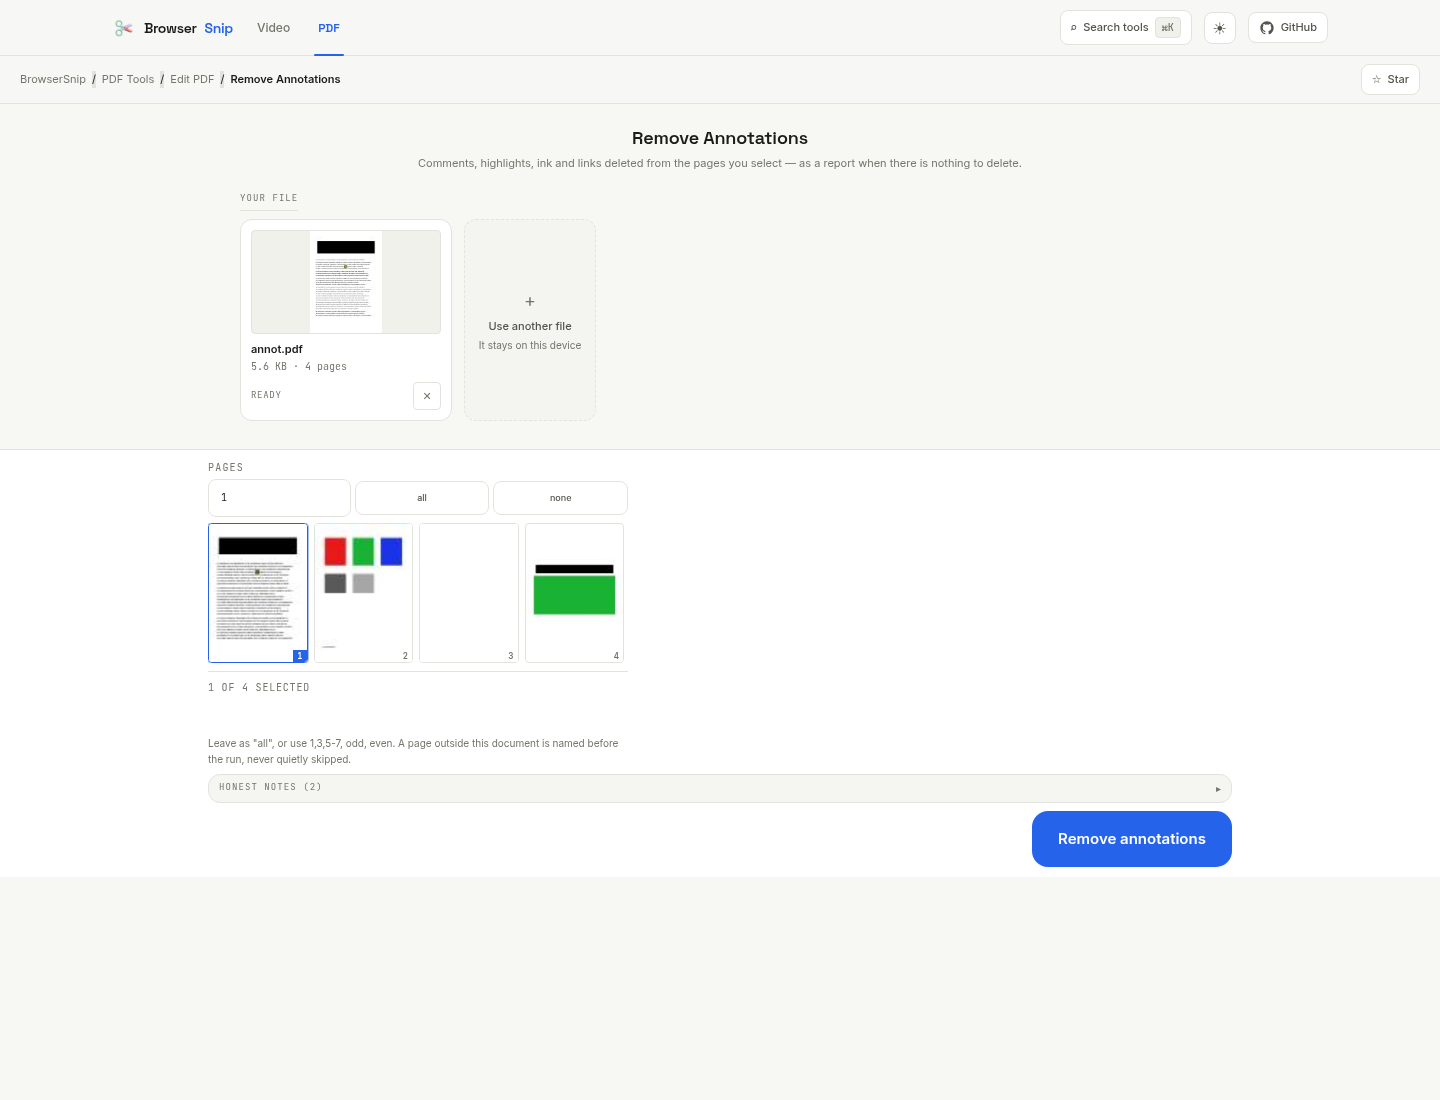 Browser Snip Video PDF Search tools ⌘K GitHub
BrowserSnip / PDF Tools / Edit PDF / Remove Annotations ☆ Star
Remove Annotations
Comments, highlights, ink and links deleted from the pages you select — as a report when there is nothing to delete.
YOUR FILE
+
Use another file
It stays on this device
annot.pdf
5.6 KB · 4 pages
READY ×
PAGES
1 all none
1 2 3 4
1 OF 4 SELECTED
Leave as "all", or use 1,3,5-7, odd, even. A page outside this document is named before
the run, never quietly skipped.
HONEST NOTES (2)
Remove annotations